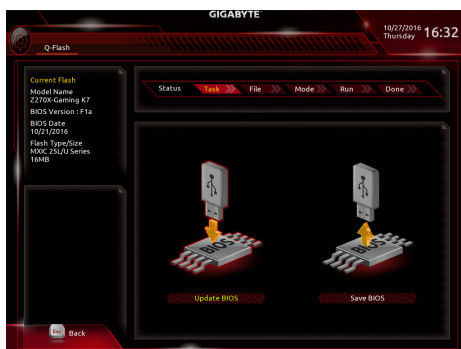 GIGABYTE™
10/27/2016
Thursday
16:32
Q-Flash
Current Flash
Model Name
Z270X-Gaming K7
BIOS Version : F1a
BIOS Date
10/21/2016
Flash Type/Size
MXIC 25L/U Series
16MB
Status Task File Mode Run Done
BIOS
BIOS
Update BIOS
Save BIOS
Esc Back